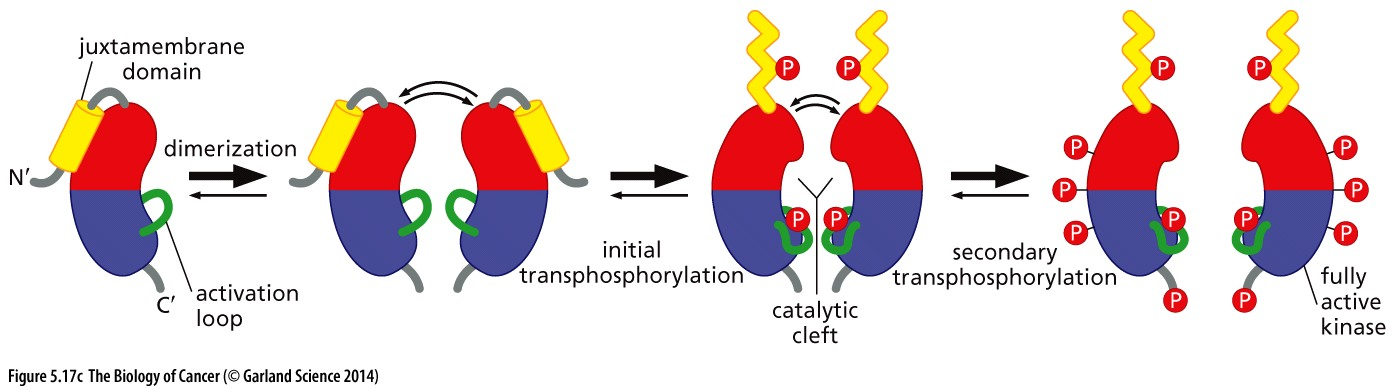 juxtamembrane
domain
N′
C′
activation
loop
dimerization
initial
transphosphorylation
P
P
P
P
catalytic
cleft
secondary
transphosphorylation
P
P
P
P
P
P
P
P
P
P
P
P
fully
active
kinase
Figure 5.17c The Biology of Cancer (© Garland Science 2014)